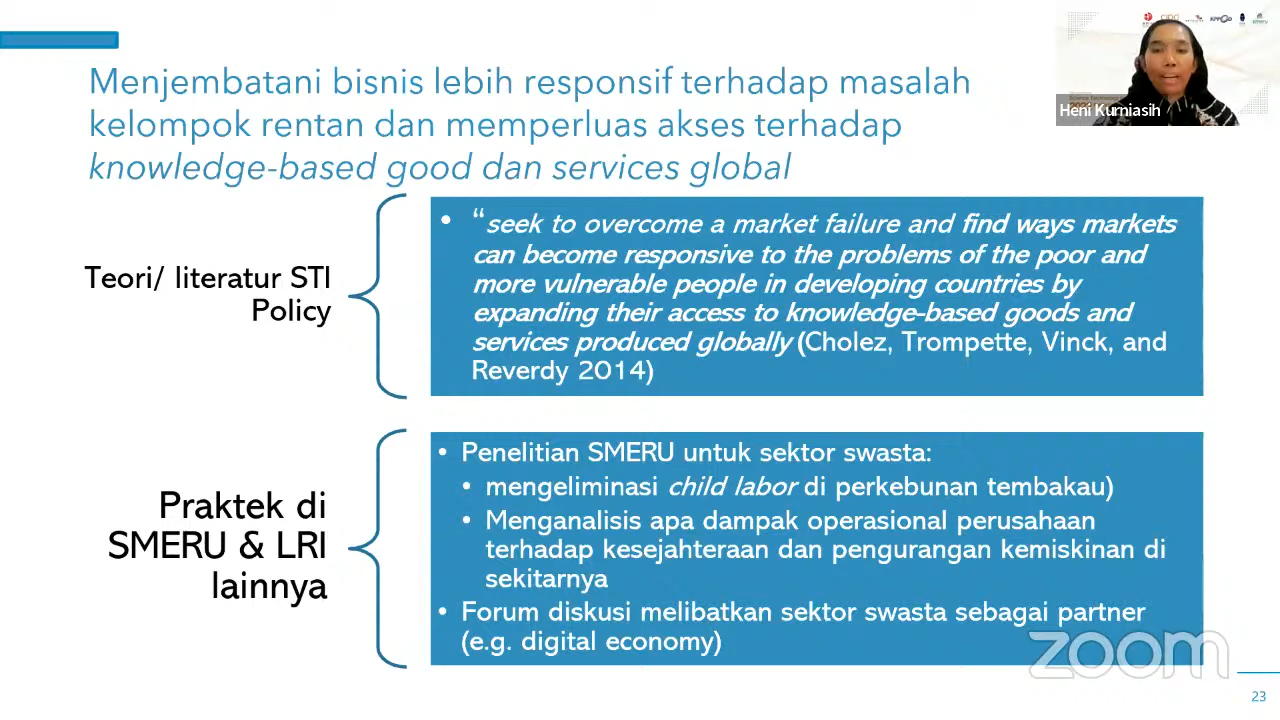 Menjembatani bisnis lebih responsif terhadap masalah
kelompok rentan dan memperluas akses terhadap
knowledge-based good dan services global
Heni Kurniasih
Teori/ literatur STI
Policy
• “seek to overcome a market failure and find ways markets
can become responsive to the problems of the poor and
more vulnerable people in developing countries by
expanding their access to knowledge-based goods and
services produced globally (Cholez, Trompette, Vinck, and
Reverdy 2014)
Praktek di
SMERU & LRI
lainnya
• Penelitian SMERU untuk sektor swasta:
• mengeliminasi child labor di perkebunan tembakau)
• Menganalisis apa dampak operasional perusahaan
terhadap kesejahteraan dan pengurangan kemiskinan di
sekitarnya
• Forum diskusi melibatkan sektor swasta sebagai partner
(e.g. digital economy)
zoom
23